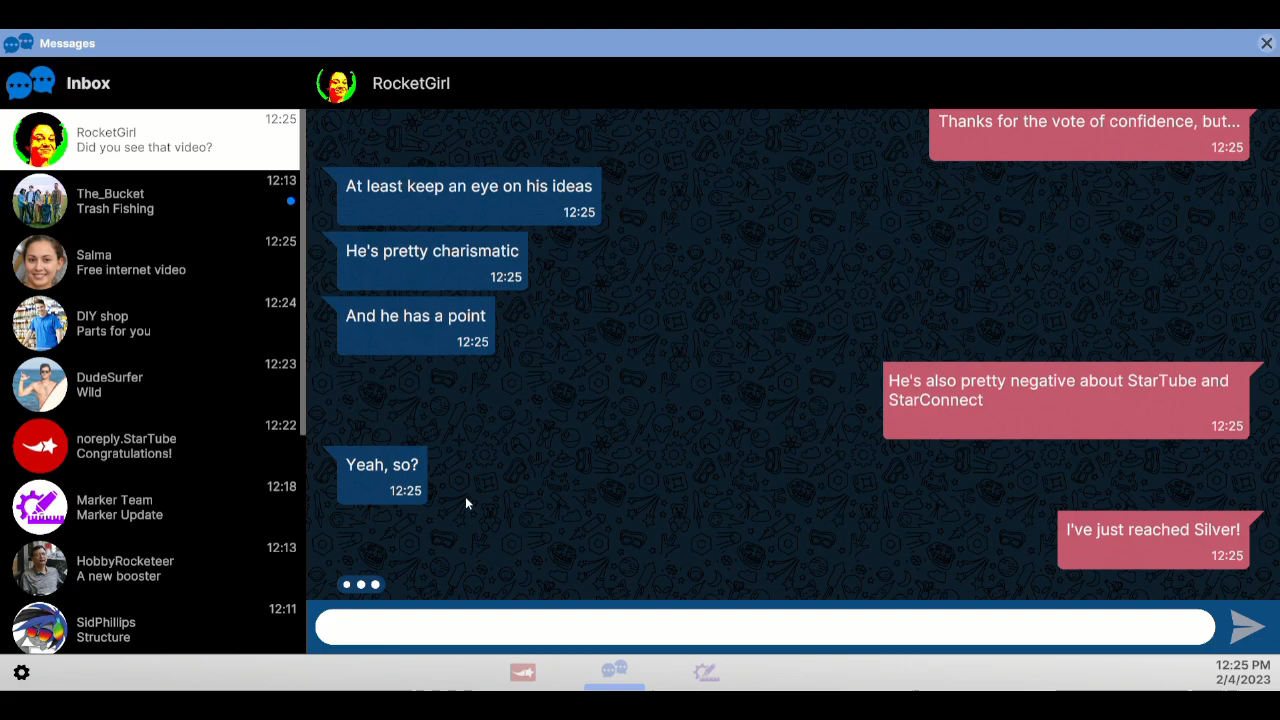 Messages
Inbox
RocketGirl
12:25
RocketGirl
Did you see that video?
12:13
The_Bucket
Trash Fishing
12:25
Salma
Free internet video
12:24
DIY shop
Parts for you
12:23
DudeSurfer
Wild
12:22
noreply.StarTube
Congratulations!
12:18
Marker Team
Marker Update
12:13
HobbyRocketeer
A new booster
12:11
SidPhillips
Structure
Thanks for the vote of confidence, but...
12:25
At least keep an eye on his ideas
12:25
He's pretty charismatic
12:25
And he has a point
12:25
He's also pretty negative about StarTube and
StarConnect
12:25
Yeah, so?
12:25
I've just reached Silver!
12:25
12:25 PM
2/4/2023